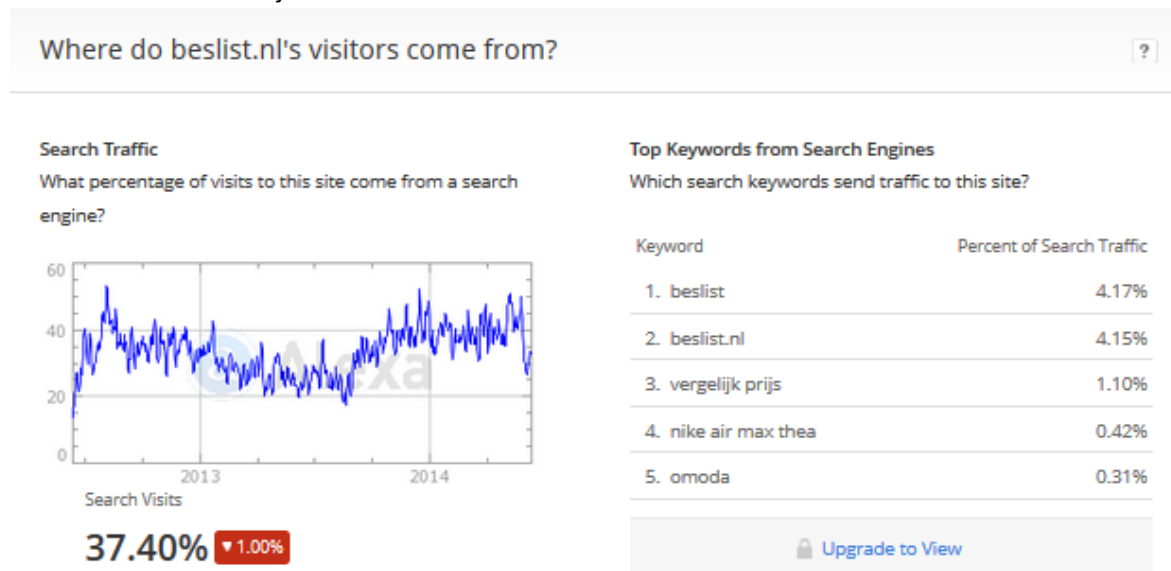 Where do beslist.nl's visitors come from?
?
Search Traffic
What percentage of visits to this site come from a search
engine?
60
40
20
0
2013
2014
Alexa
Search Visits
37.40% ▼1.00%
Top Keywords from Search Engines
Which search keywords send traffic to this site?
Keyword Percent of Search Traffic
1. beslist 4.17%
2. beslist.nl 4.15%
3. vergelijk prijs 1.10%
4. nike air max thea 0.42%
5. omoda 0.31%
Upgrade to View